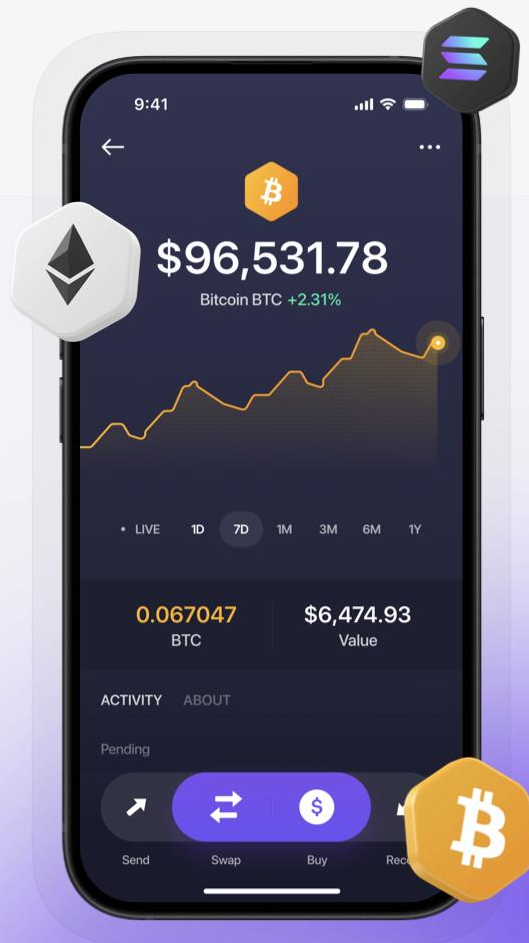 9:41
$96,531.78
Bitcoin BTC +2.31%
• LIVE 1D 7D 1M 3M 6M 1Y
0.067047 $6,474.93
BTC Value
ACTIVITY ABOUT
Pending
Send Swap Buy